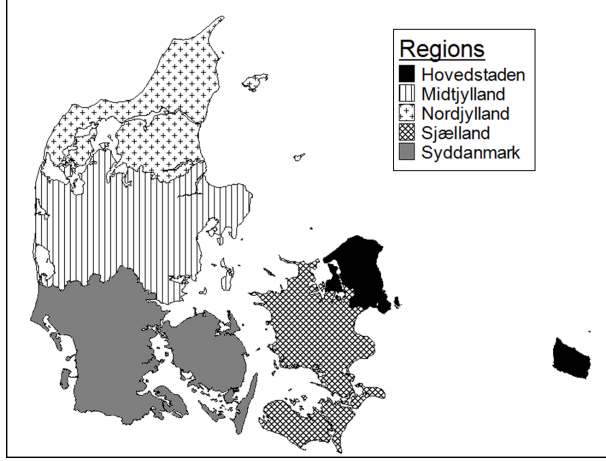 Regions
Hovedstaden
Midtjylland
Nordjylland
Sjælland
Syddanmark